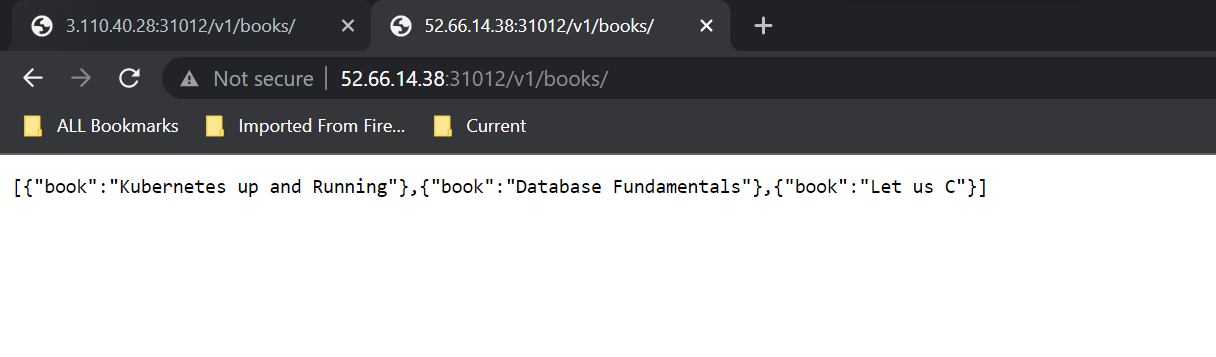 3.110.40.28:31012/v1/books/ 52.66.14.38:31012/v1/books/
Not secure 52.66.14.38:31012/v1/books/
ALL Bookmarks Imported From Fire... Current
[{"book":"Kubernetes up and Running"},{"book":"Database Fundamentals"},{"book":"Let us C"}]